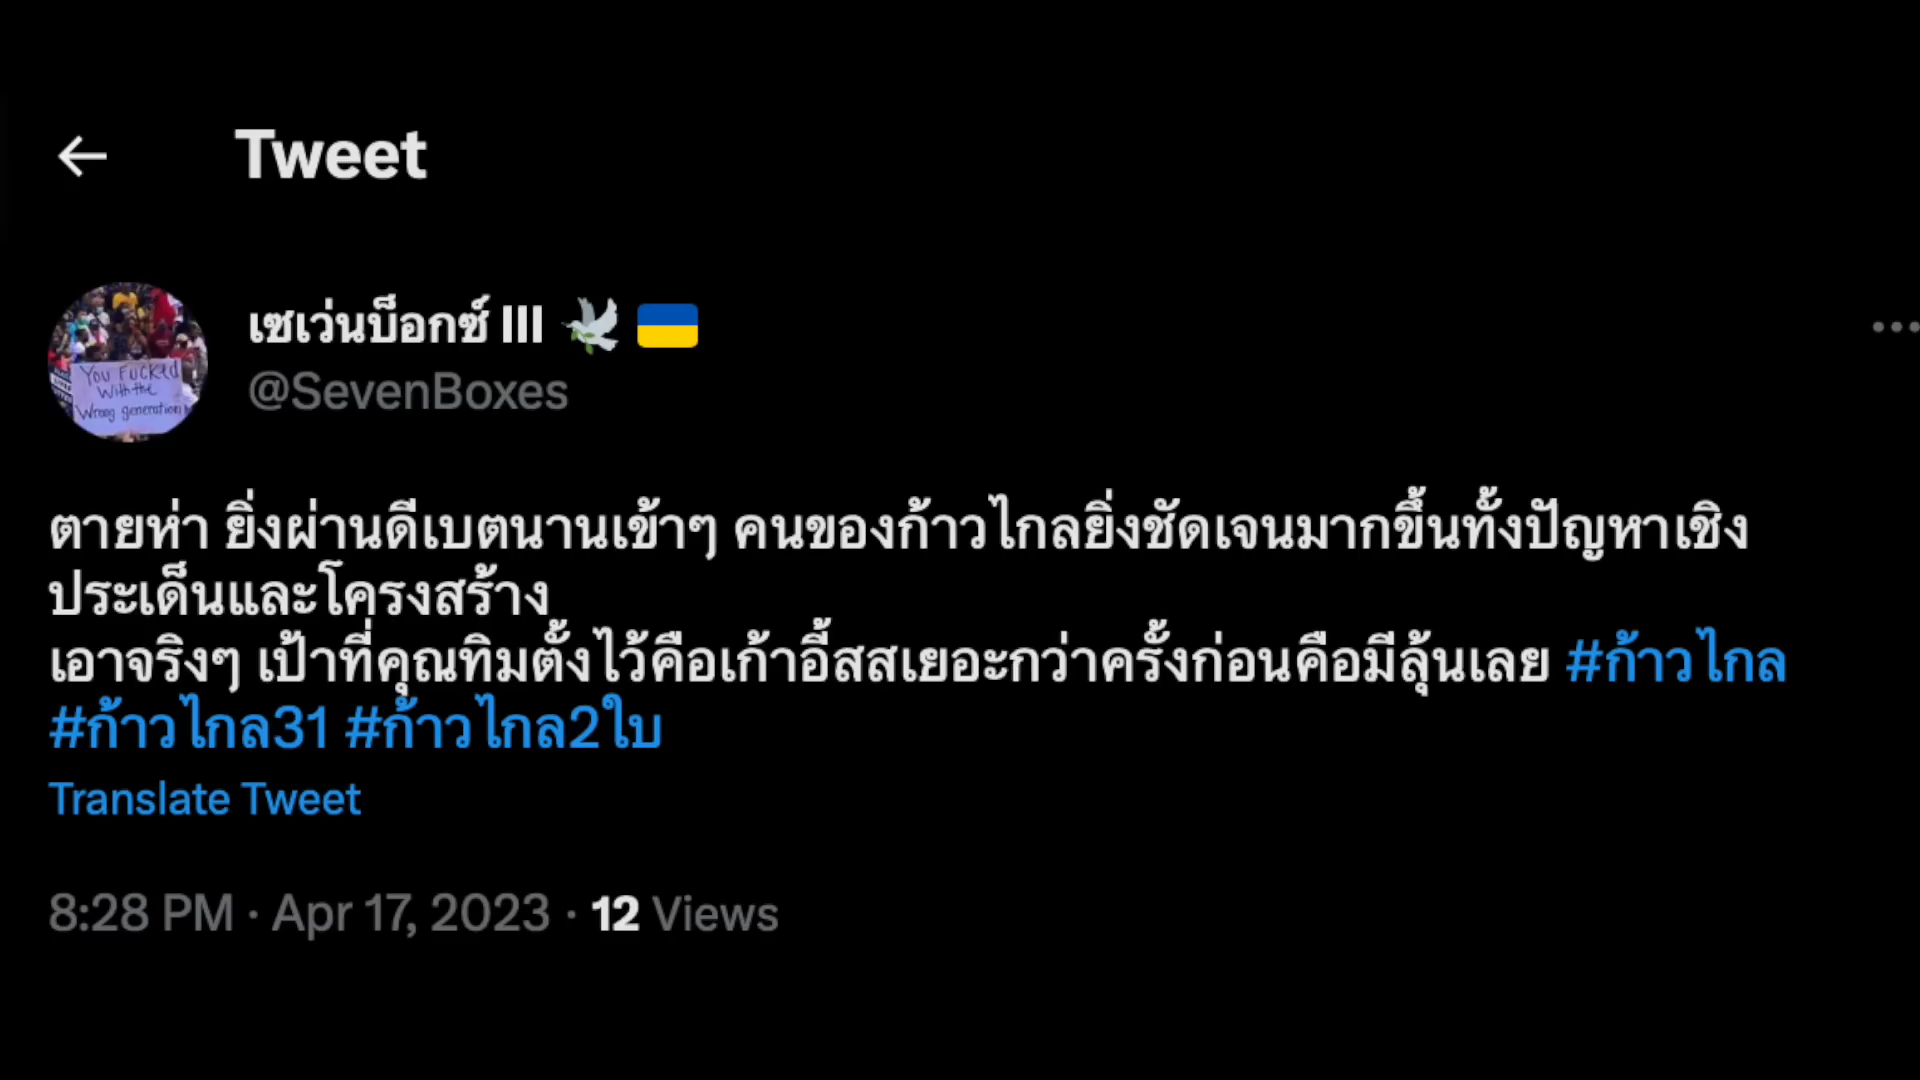 Tweet
เซเว่นบ็อกซ์ III 🕊️ 🇺🇦
@SevenBoxes
You FUCKed
With the
Wrong generation
ตายห่า ยิ่งผ่านดีเบตนานเข้าๆ คนของก้าวไกลยิ่งชัดเจนมากขึ้นทั้งปัญหาเชิง
ประเด็นและโครงสร้าง
เอาจริงๆ เป้าที่คุณทิมตั้งไว้คือเก้าอี้สสเยอะกว่าครั้งก่อนคือมีลุ้นเลย #ก้าวไกล
#ก้าวไกล31 #ก้าวไกล2ใบ
Translate Tweet
8:28 PM · Apr 17, 2023 · 12 Views